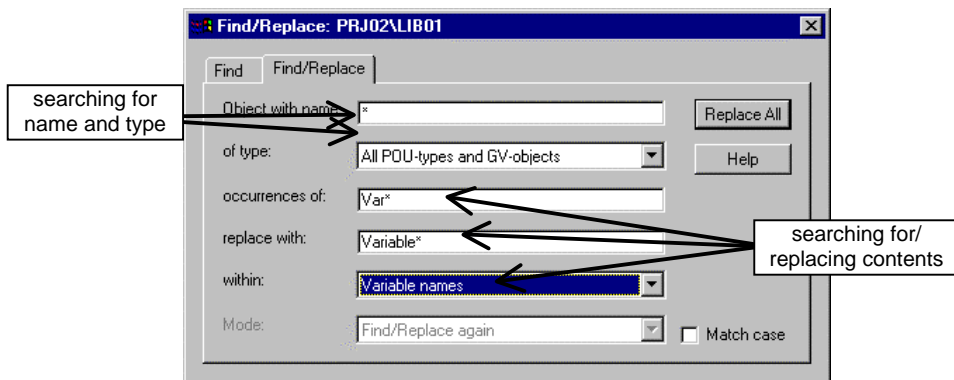 Find/Replace: PRJ02\LIB01
Find
Find/Replace
searching for
name and type
Object with name
*
Replace All
of type:
All POU-types and GV-objects
Help
occurrences of:
Var*
replace with:
Variable*
searching for/
replacing contents
within:
Variable names
Mode:
Find/Replace again
Match case